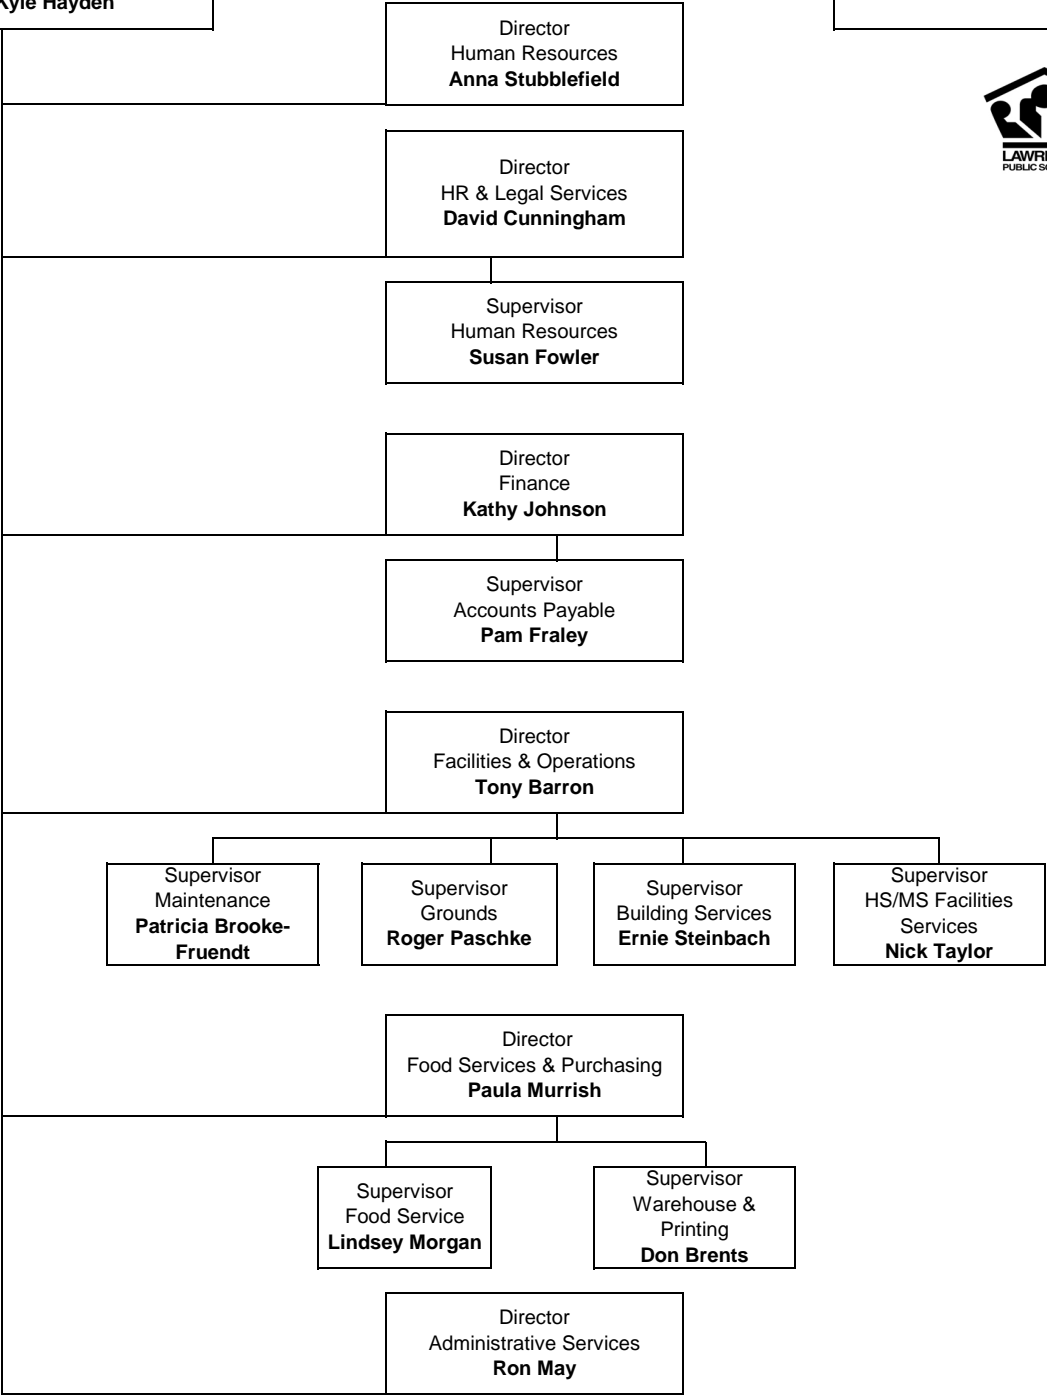 Kyle Hayden
Director
Human Resources
Anna Stubblefield
Director
HR & Legal Services
David Cunningham
Supervisor
Human Resources
Susan Fowler
Director
Finance
Kathy Johnson
Supervisor
Accounts Payable
Pam Fraley
Director
Facilities & Operations
Tony Barron
Supervisor
Maintenance
Patricia Brooke-
Fruendt
Supervisor
Grounds
Roger Paschke
Supervisor
Building Services
Ernie Steinbach
Supervisor
HS/MS Facilities
Services
Nick Taylor
Director
Food Services & Purchasing
Paula Murrish
Supervisor
Food Service
Lindsey Morgan
Supervisor
Warehouse &
Printing
Don Brents
Director
Administrative Services
Ron May
PUBLIC